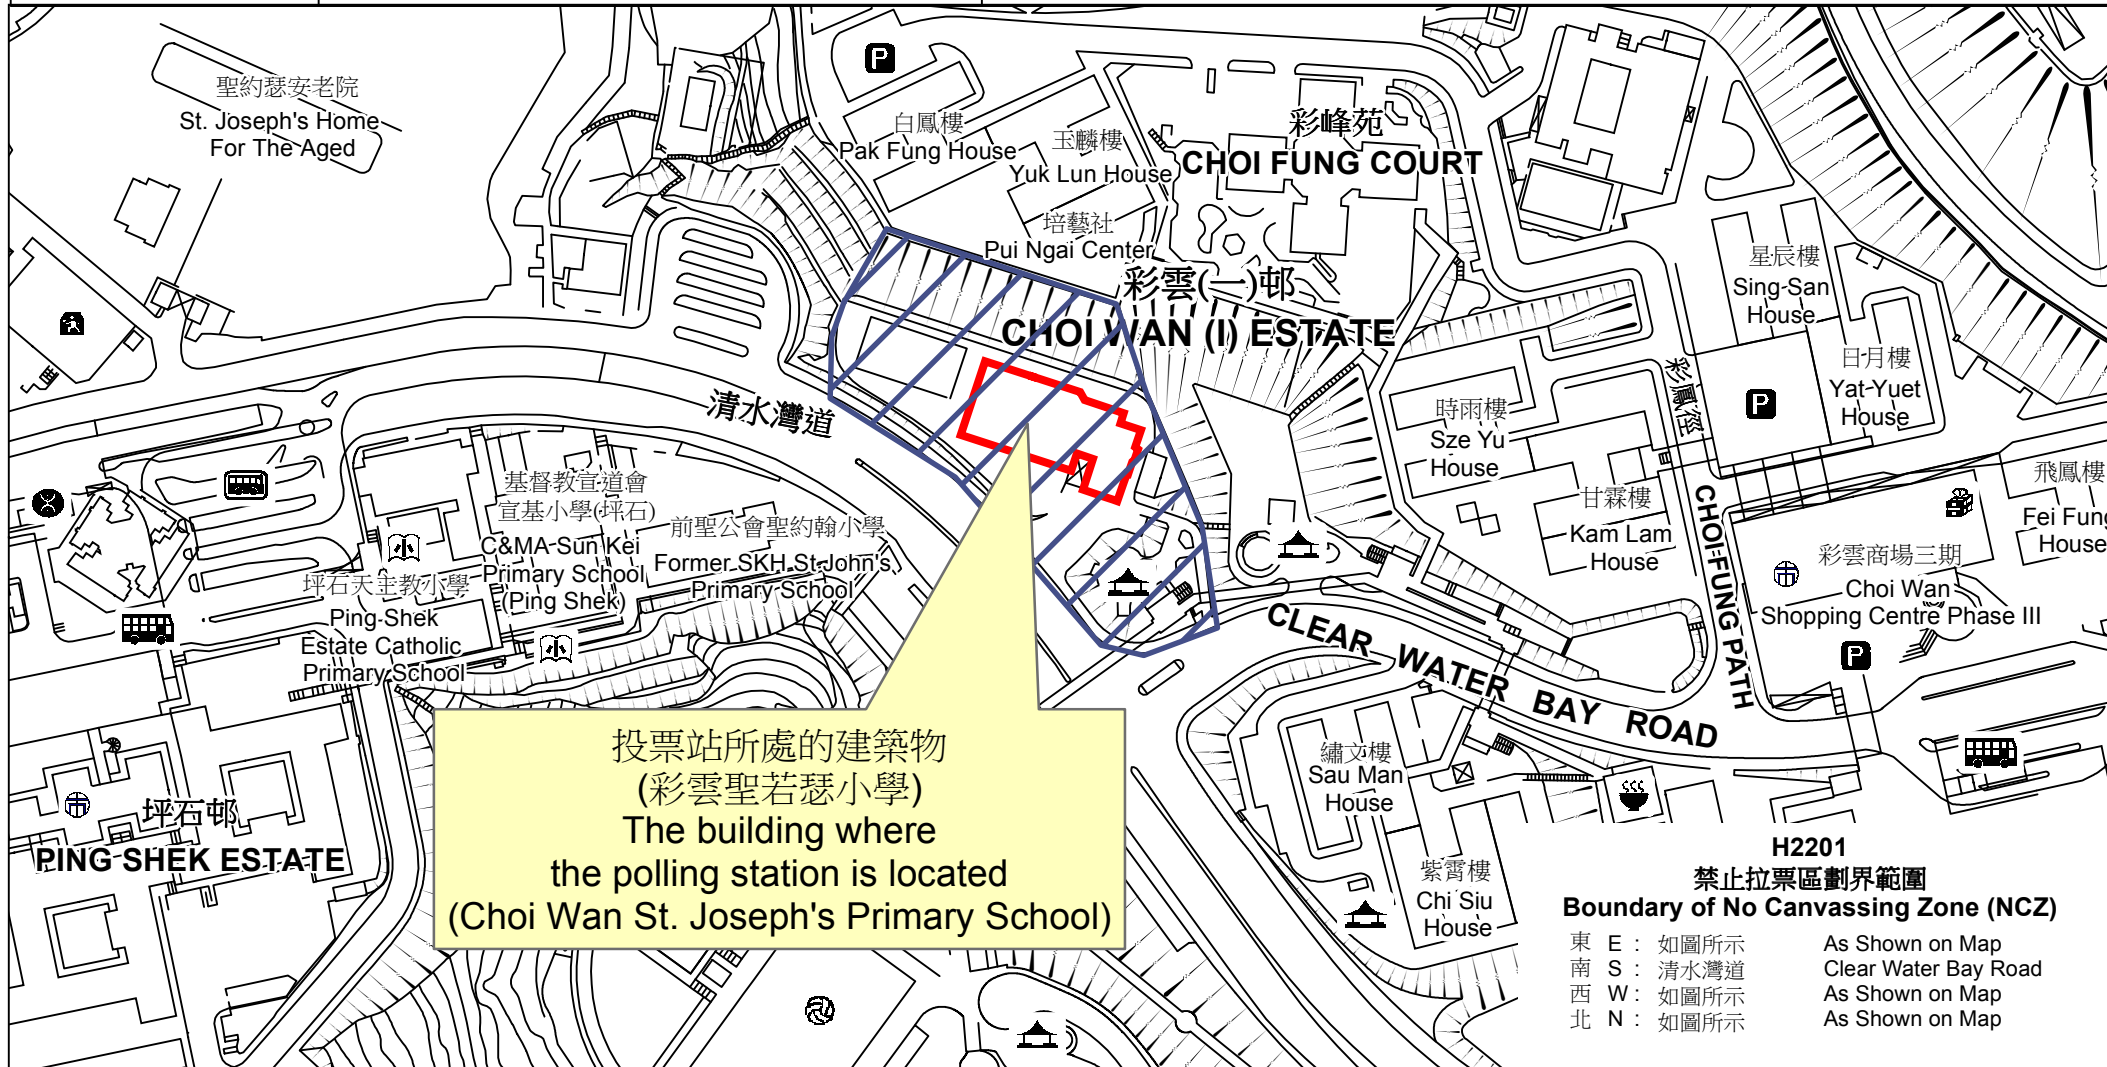 聖約瑟安老院
St. Joseph's Home
For The Aged
白鳳樓
Pak Fung House
玉麟樓
Yuk Lun House
彩峰苑
CHOI FUNG COURT
培藝社
Pui Ngai Center
彩雲(一)邨
CHOI WAN (I) ESTATE
星辰樓
Sing San
House
日月樓
Yat Yuet
House
彩鳳徑
CHOI FUNG PATH
時雨樓
Sze Yu
House
甘霖樓
Kam Lam
House
飛鳳樓
Fei Fung
House
彩雲商場三期
Choi Wan
Shopping Centre Phase III
清水灣道
CLEAR WATER BAY ROAD
基督教宣道會
宣基小學(坪石)
C&MA Sun Kei
Primary School
(Ping Shek)
前聖公會聖約翰小學
Former SKH St John's
Primary School
坪石天主教小學
Ping Shek
Estate Catholic
Primary School
小
小
P
P
P
坪石邨
PING SHEK ESTATE
投票站所處的建築物
(彩雲聖若瑟小學)
The building where
the polling station is located
(Choi Wan St. Joseph's Primary School)
繡文樓
Sau Man
House
紫霄樓
Chi Siu
House
H2201
禁止拉票區劃界範圍
Boundary of No Canvassing Zone (NCZ)
東 E : 如圖所示 As Shown on Map
南 S : 清水灣道 Clear Water Bay Road
西 W : 如圖所示 As Shown on Map
北 N : 如圖所示 As Shown on Map